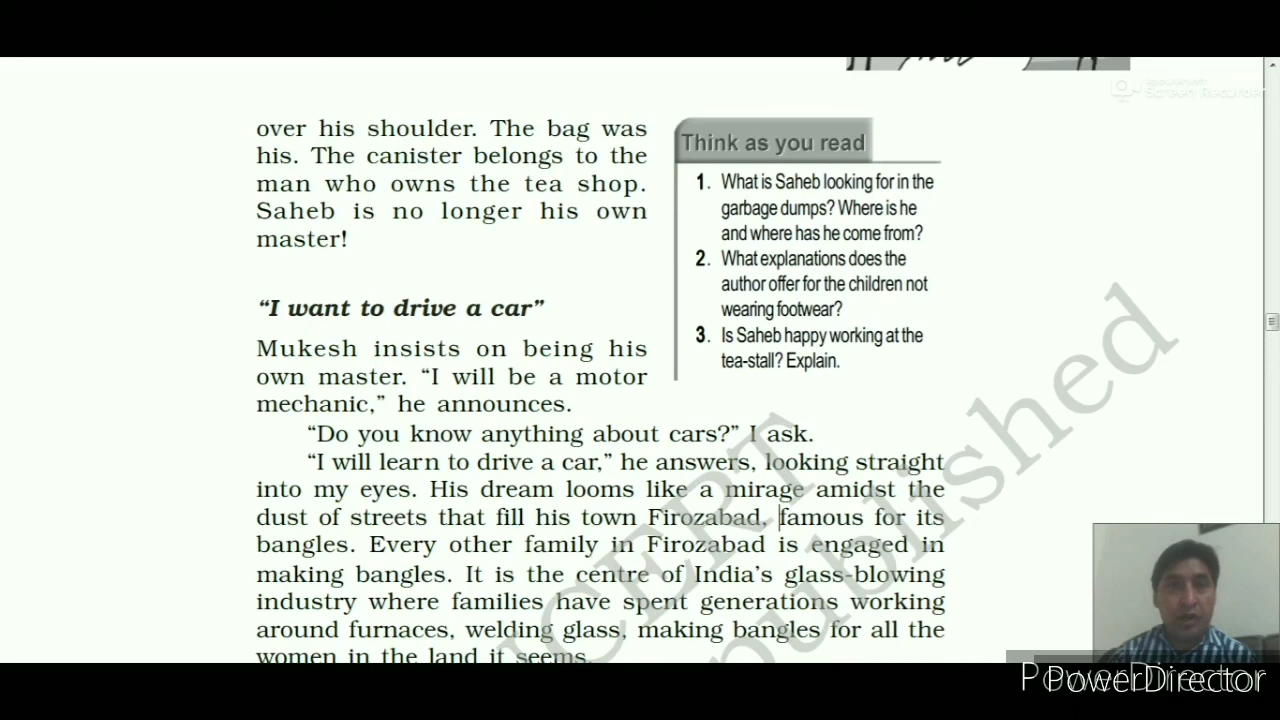 over his shoulder. The bag was
his. The canister belongs to the
man who owns the tea shop.
Saheb is no longer his own
master!
Think as you read
1. What is Saheb looking for in the
garbage dumps? Where is he
and where has he come from?
2. What explanations does the
author offer for the children not
wearing footwear?
3. Is Saheb happy working at the
tea-stall? Explain.
“I want to drive a car”
Mukesh insists on being his
own master. “I will be a motor
mechanic,” he announces.
“Do you know anything about cars?” I ask.
“I will learn to drive a car,” he answers, looking straight
into my eyes. His dream looms like a mirage amidst the
dust of streets that fill his town Firozabad, famous for its
bangles. Every other family in Firozabad is engaged in
making bangles. It is the centre of India’s glass-blowing
industry where families have spent generations working
around furnaces, welding glass, making bangles for all the
women in the land it seems.
NCERT
published
Screen Recorder
PowerDirector
PowerDirector